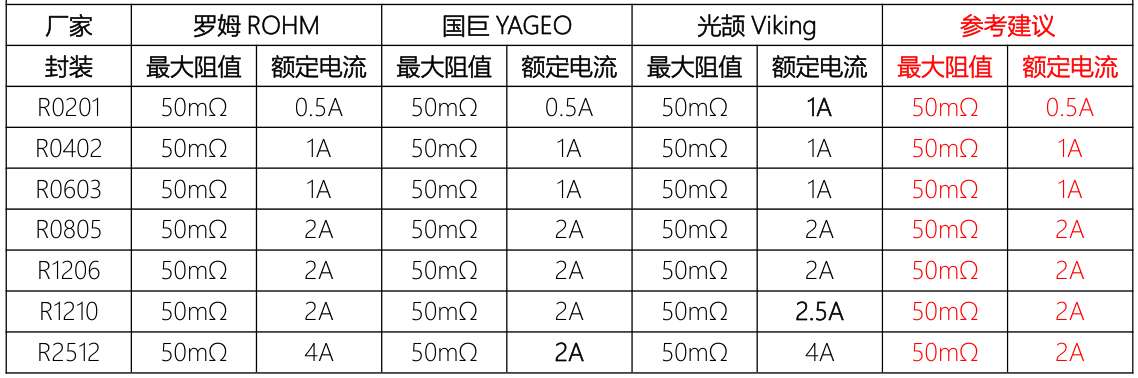 厂家 罗姆 ROHM 国巨 YAGEO 光颉 Viking 参考建议
封装 最大阻值 额定电流 最大阻值 额定电流 最大阻值 额定电流 最大阻值 额定电流
R0201 50mΩ 0.5A 50mΩ 0.5A 50mΩ 1A 50mΩ 0.5A
R0402 50mΩ 1A 50mΩ 1A 50mΩ 1A 50mΩ 1A
R0603 50mΩ 1A 50mΩ 1A 50mΩ 1A 50mΩ 1A
R0805 50mΩ 2A 50mΩ 2A 50mΩ 2A 50mΩ 2A
R1206 50mΩ 2A 50mΩ 2A 50mΩ 2A 50mΩ 2A
R1210 50mΩ 2A 50mΩ 2A 50mΩ 2.5A 50mΩ 2A
R2512 50mΩ 4A 50mΩ 2A 50mΩ 4A 50mΩ 2A